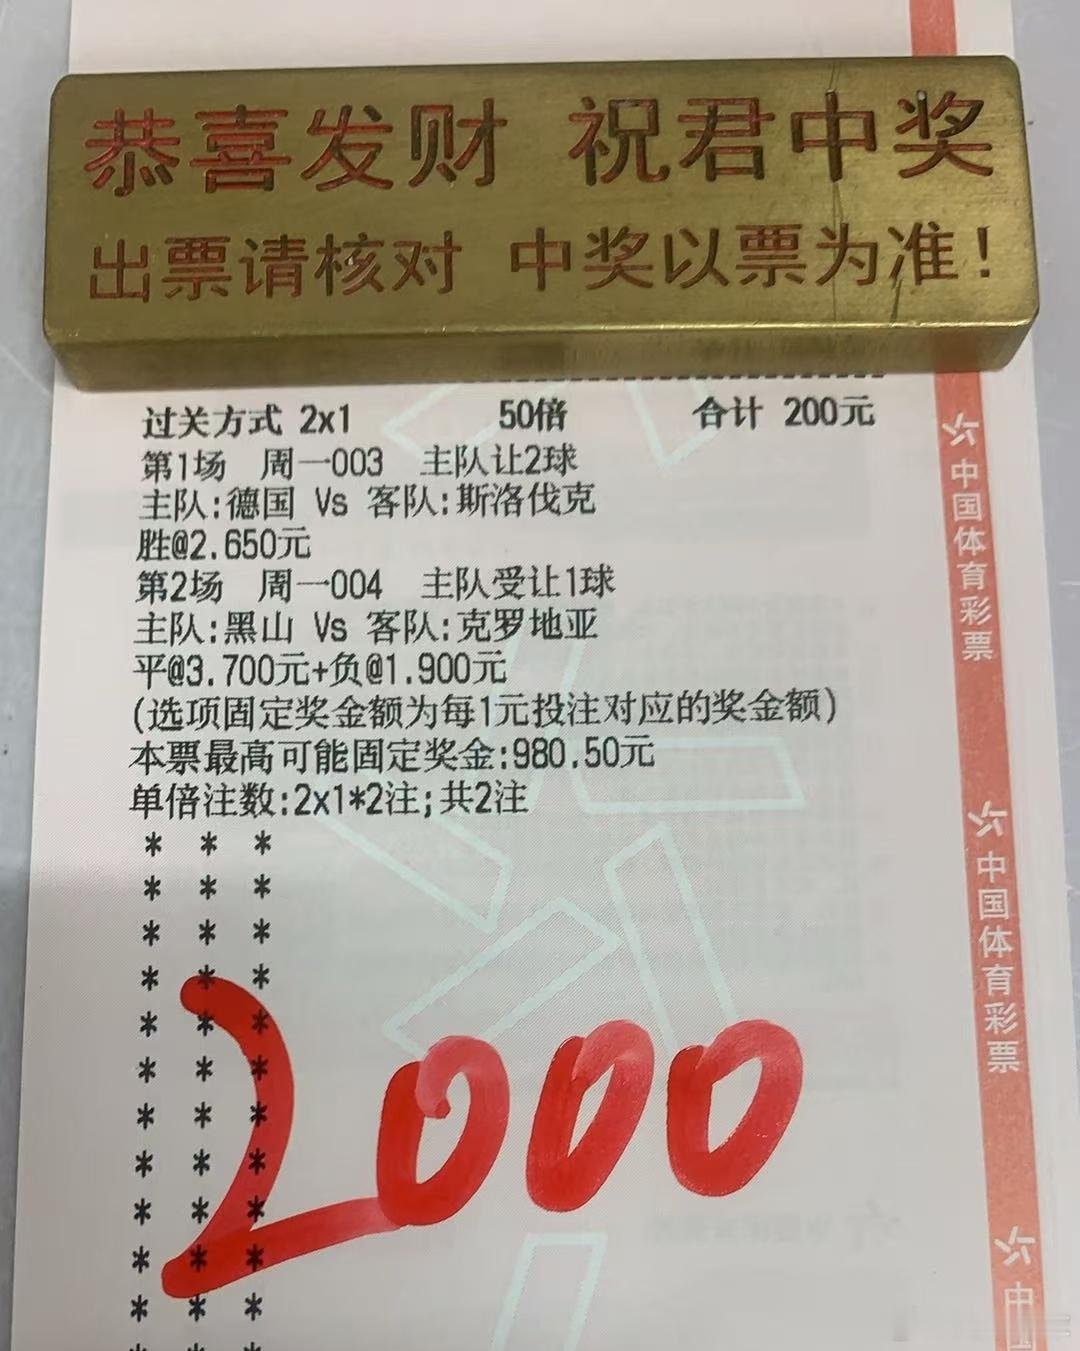 恭喜发财 祝君中奖
出票请核对 中奖以票为准！
过关方式 2x1 50倍 合计 200元
第1场 周一003 主队让2球
主队:德国 Vs 客队:斯洛伐克
胜@2.650元
第2场 周一004 主队受让1球
主队:黑山 Vs 客队:克罗地亚
平@3.700元+负@1.900元
(选项固定奖金额为每1元投注对应的奖金额)
本票最高可能固定奖金:980.50元
单倍注数:2x1*2注;共2注
* * *
* * *
* * *
* * *
* * *
* * *
* * *
* * *
* * *
* * *
* * *
2000
中国体育彩票
中国体育彩票
中国